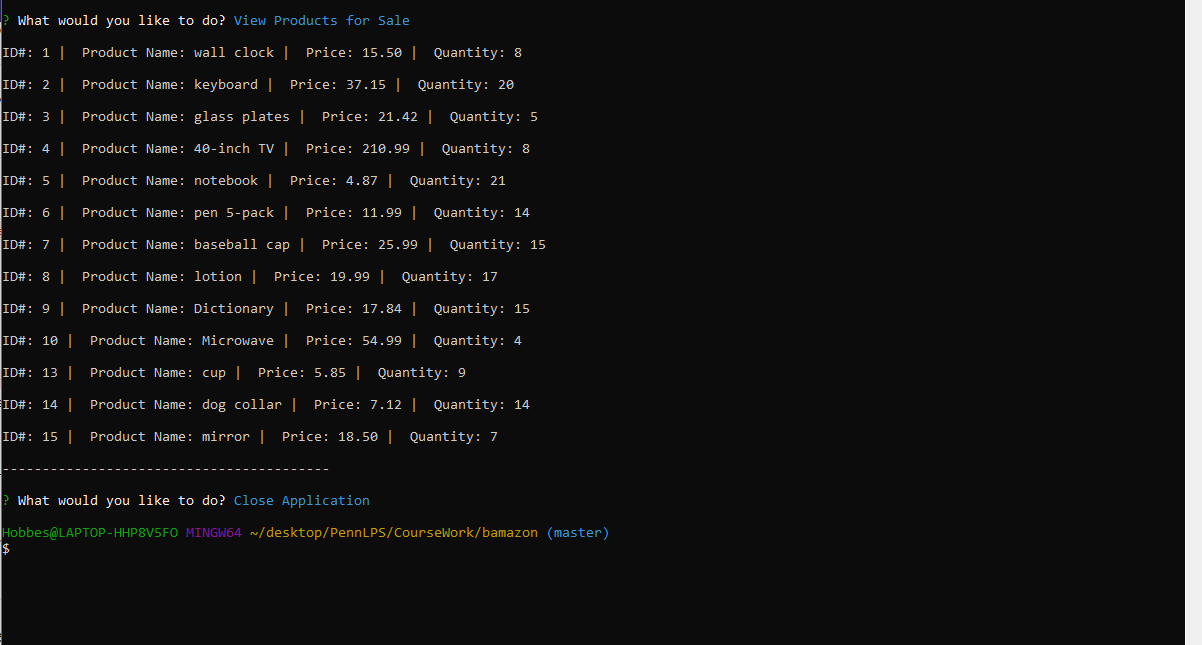 ? What would you like to do? View Products for Sale
ID#: 1 |  Product Name: wall clock |  Price: 15.50 |  Quantity: 8
ID#: 2 |  Product Name: keyboard |  Price: 37.15 |  Quantity: 20
ID#: 3 |  Product Name: glass plates |  Price: 21.42 |  Quantity: 5
ID#: 4 |  Product Name: 40-inch TV |  Price: 210.99 |  Quantity: 8
ID#: 5 |  Product Name: notebook |  Price: 4.87 |  Quantity: 21
ID#: 6 |  Product Name: pen 5-pack |  Price: 11.99 |  Quantity: 14
ID#: 7 |  Product Name: baseball cap |  Price: 25.99 |  Quantity: 15
ID#: 8 |  Product Name: lotion |  Price: 19.99 |  Quantity: 17
ID#: 9 |  Product Name: Dictionary |  Price: 17.84 |  Quantity: 15
ID#: 10 |  Product Name: Microwave |  Price: 54.99 |  Quantity: 4
ID#: 13 |  Product Name: cup |  Price: 5.85 |  Quantity: 9
ID#: 14 |  Product Name: dog collar |  Price: 7.12 |  Quantity: 14
ID#: 15 |  Product Name: mirror |  Price: 18.50 |  Quantity: 7
-----------------------------------------
? What would you like to do? Close Application
Hobbes@LAPTOP-HHP8V5FO MINGW64 ~/desktop/PennLPS/CourseWork/bamazon (master)
$